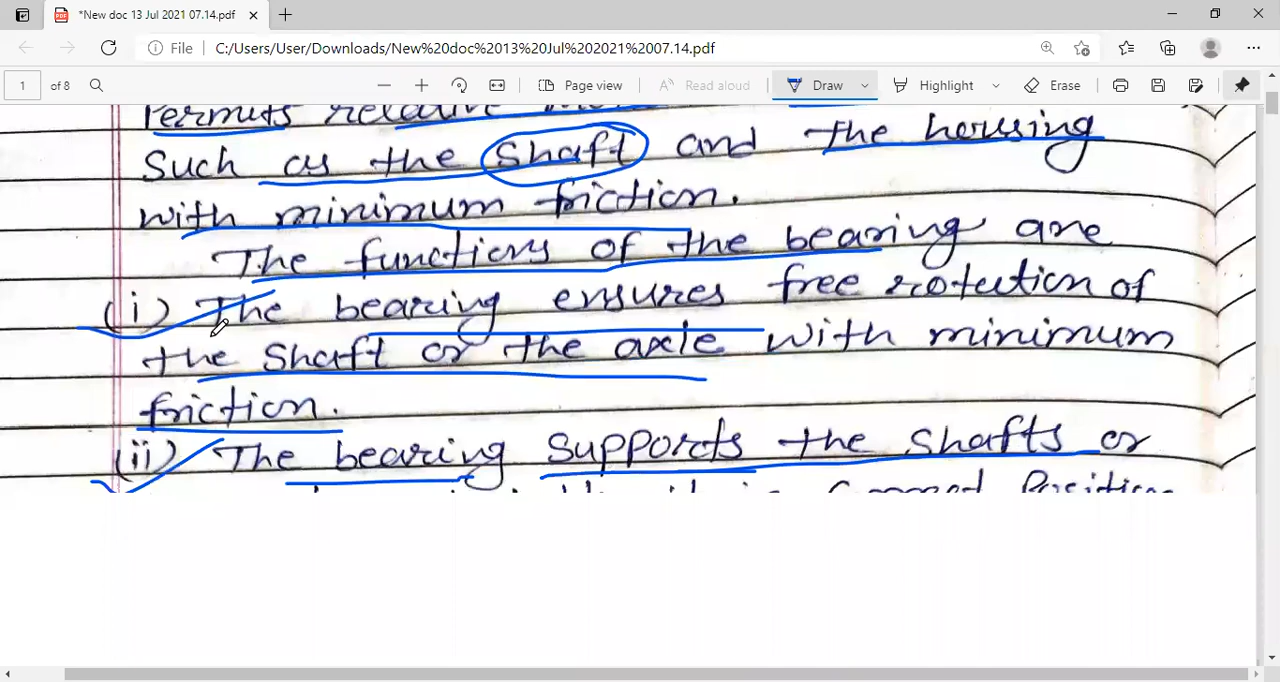 *New doc 13 Jul 2021 07.14.pdf
File C:/Users/User/Downloads/New%20doc%2013%20Jul%202021%2007.14.pdf
1 of 8 Page view Read aloud Draw Highlight Erase
Permits relative
Such as the shaft and the housing
with minimum friction.
The functions of the bearing are
(i) The bearing ensures free rotation of
the shaft or the axle with minimum
friction.
(ii) The bearing supports the shafts or